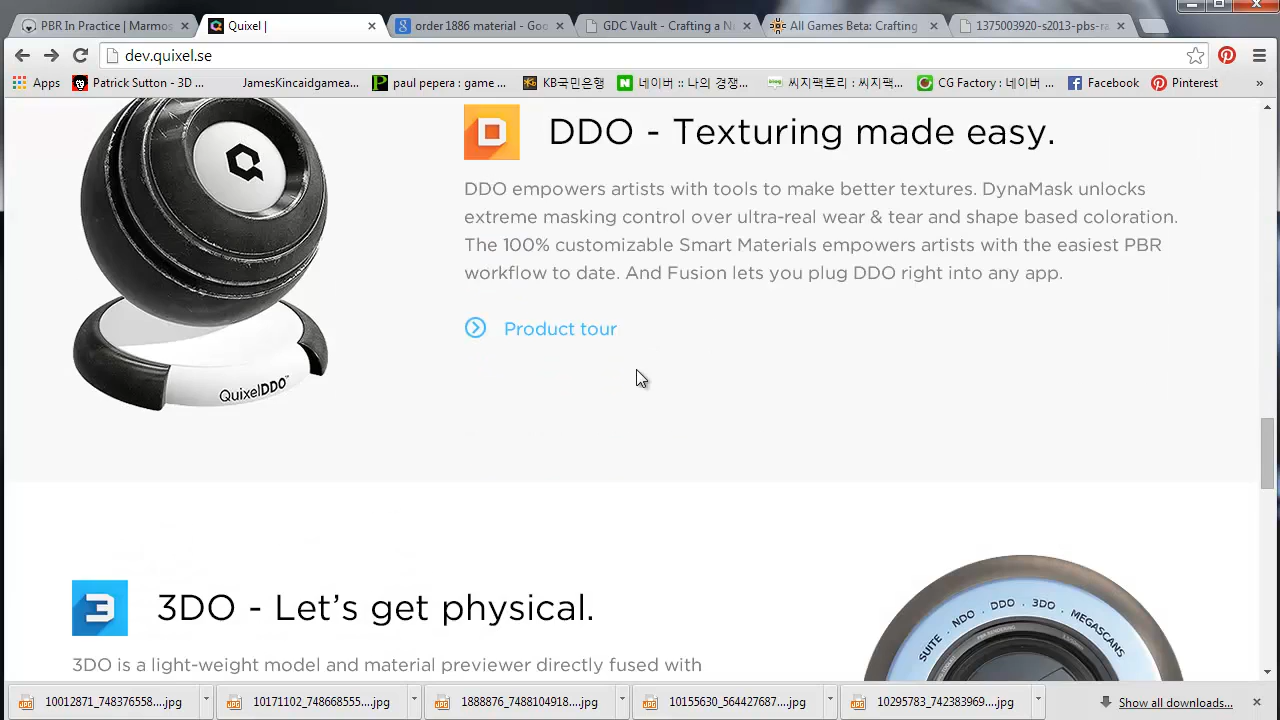 PBR In Practice | Marmos
Quixel |
order1886 material - Goo
GDC Vault - Crafting a N
All Games Beta: Crafting
1375003920-s2013-pbs-ra
dev.quixel.se
Apps
Patrick Sutton - 3D ...
JamesKincaidgamea...
paul pepera : game ...
KB국민은행
네이버 :: 나의 경쟁...
씨지팩토리 : 씨지팩...
CG Factory : 네이버 ...
Facebook
Pinterest
»
DDO - Texturing made easy.
DDO empowers artists with tools to make better textures. DynaMask unlocks
extreme masking control over ultra-real wear & tear and shape based coloration.
The 100% customizable Smart Materials empowers artists with the easiest PBR
workflow to date. And Fusion lets you plug DDO right into any app.
Product tour
QuixelDDO™
3DO - Let's get physical.
3DO is a light-weight model and material previewer directly fused with
SUITE . NDO . DDO . 3DO . MEGASCANS
10012871_748376558....jpg
10171102_748668555....jpg
1888876_7488104918....jpg
10155630_564427687....jpg
10295783_742383969....jpg
Show all downloads...